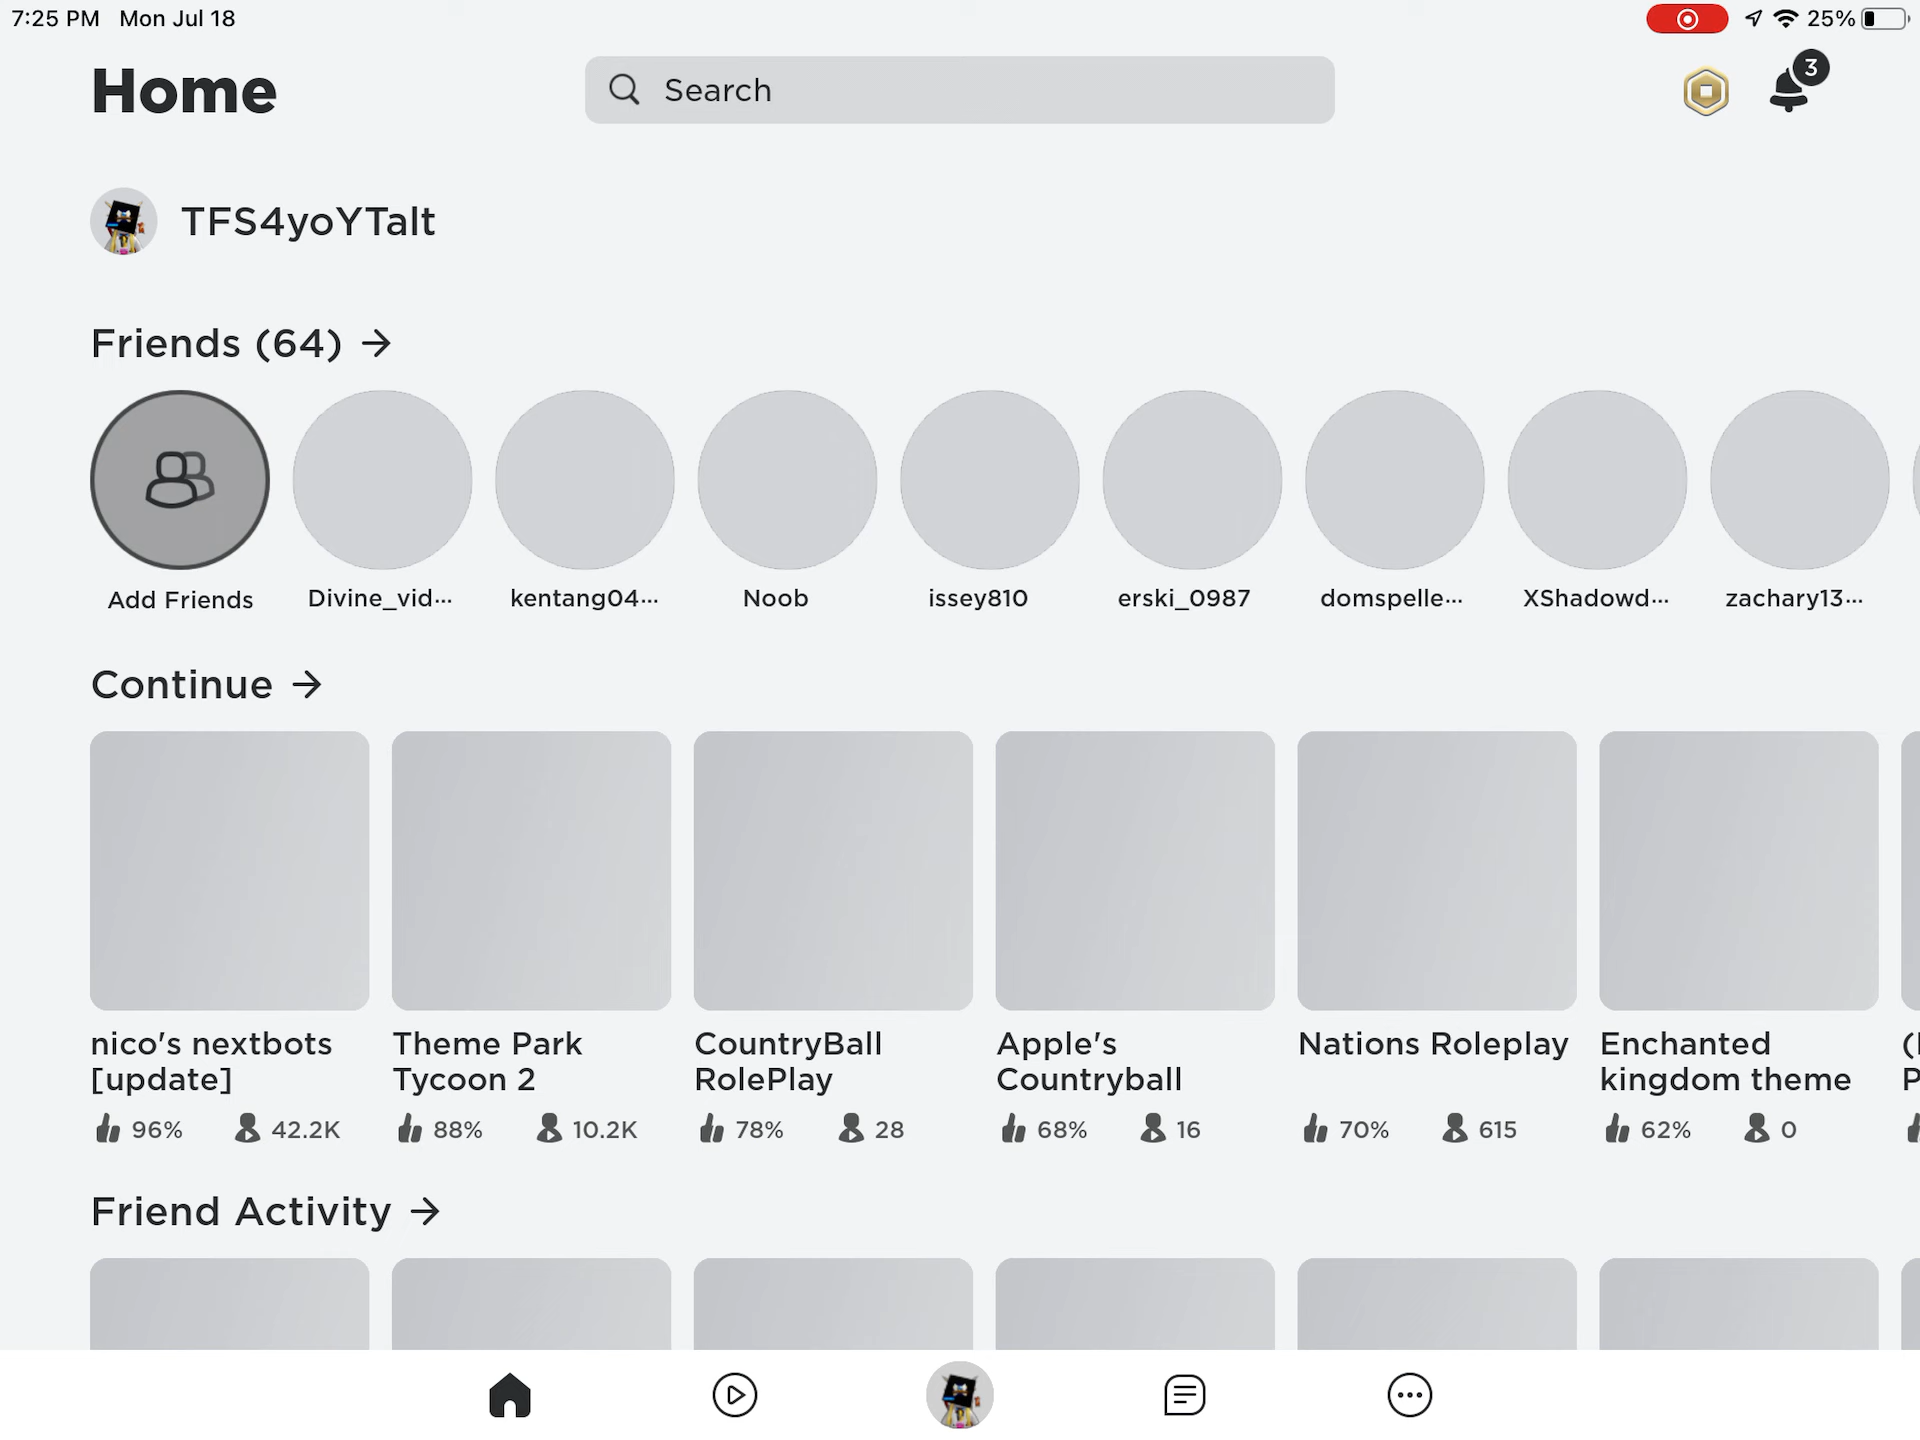 7:25 PM Mon Jul 18
25%
Home
Search
3
TFS4yoYTalt
Friends (64)
Add Friends
Divine_vid...
kentang04...
Noob
issey810
erski_0987
domspelle...
XShadowd...
zachary13...
Continue
nico's nextbots
[update]
96% 42.2K
Theme Park
Tycoon 2
88% 10.2K
CountryBall
RolePlay
78% 28
Apple's
Countryball
68% 16
Nations Roleplay
70% 615
Enchanted
kingdom theme
62% 0
Friend Activity